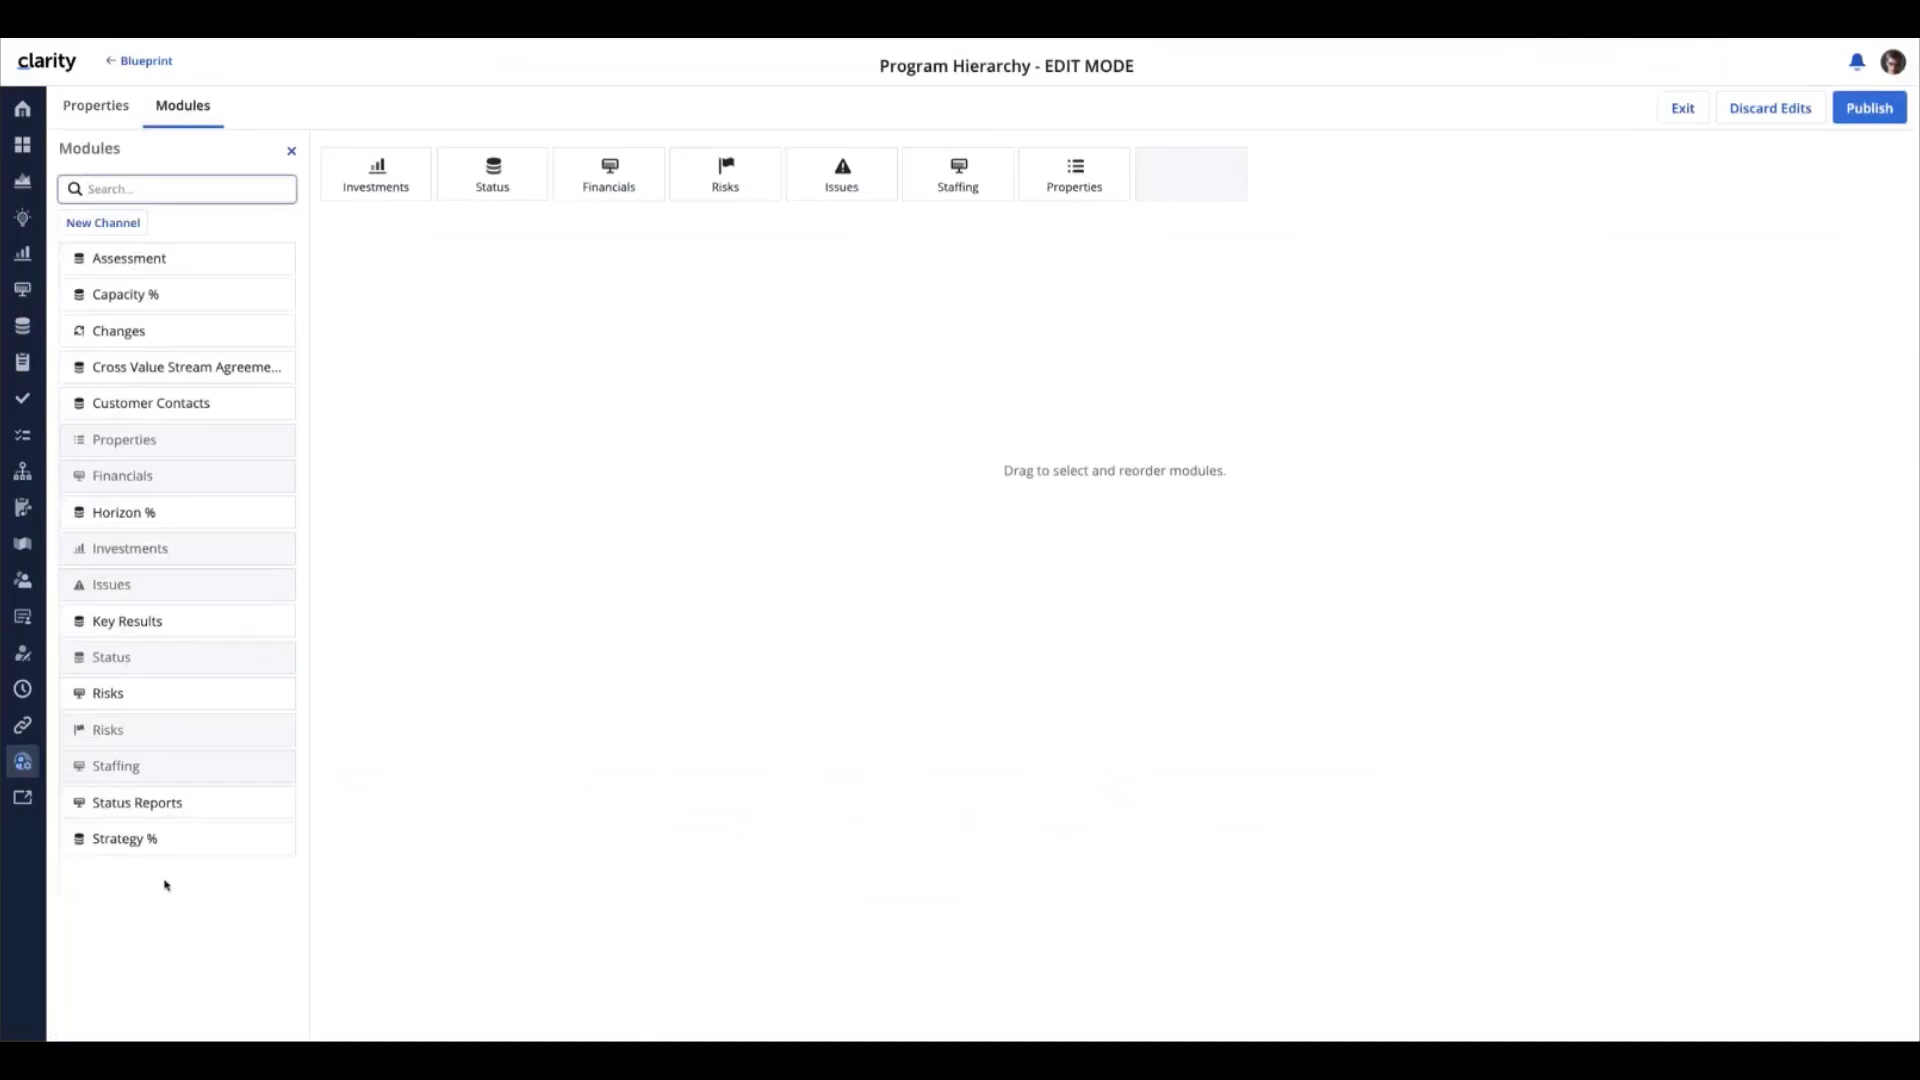 clarity
Blueprint
Program Hierarchy - EDIT MODE
Properties
Modules
Exit
Discard Edits
Publish
Modules
Search...
New Channel
Assessment
Capacity %
Changes
Cross Value Stream Agreeme...
Customer Contacts
Properties
Financials
Horizon %
Investments
Issues
Key Results
Status
Risks
Risks
Staffing
Status Reports
Strategy %
Investments
Status
Financials
Risks
Issues
Staffing
Properties
Drag to select and reorder modules.